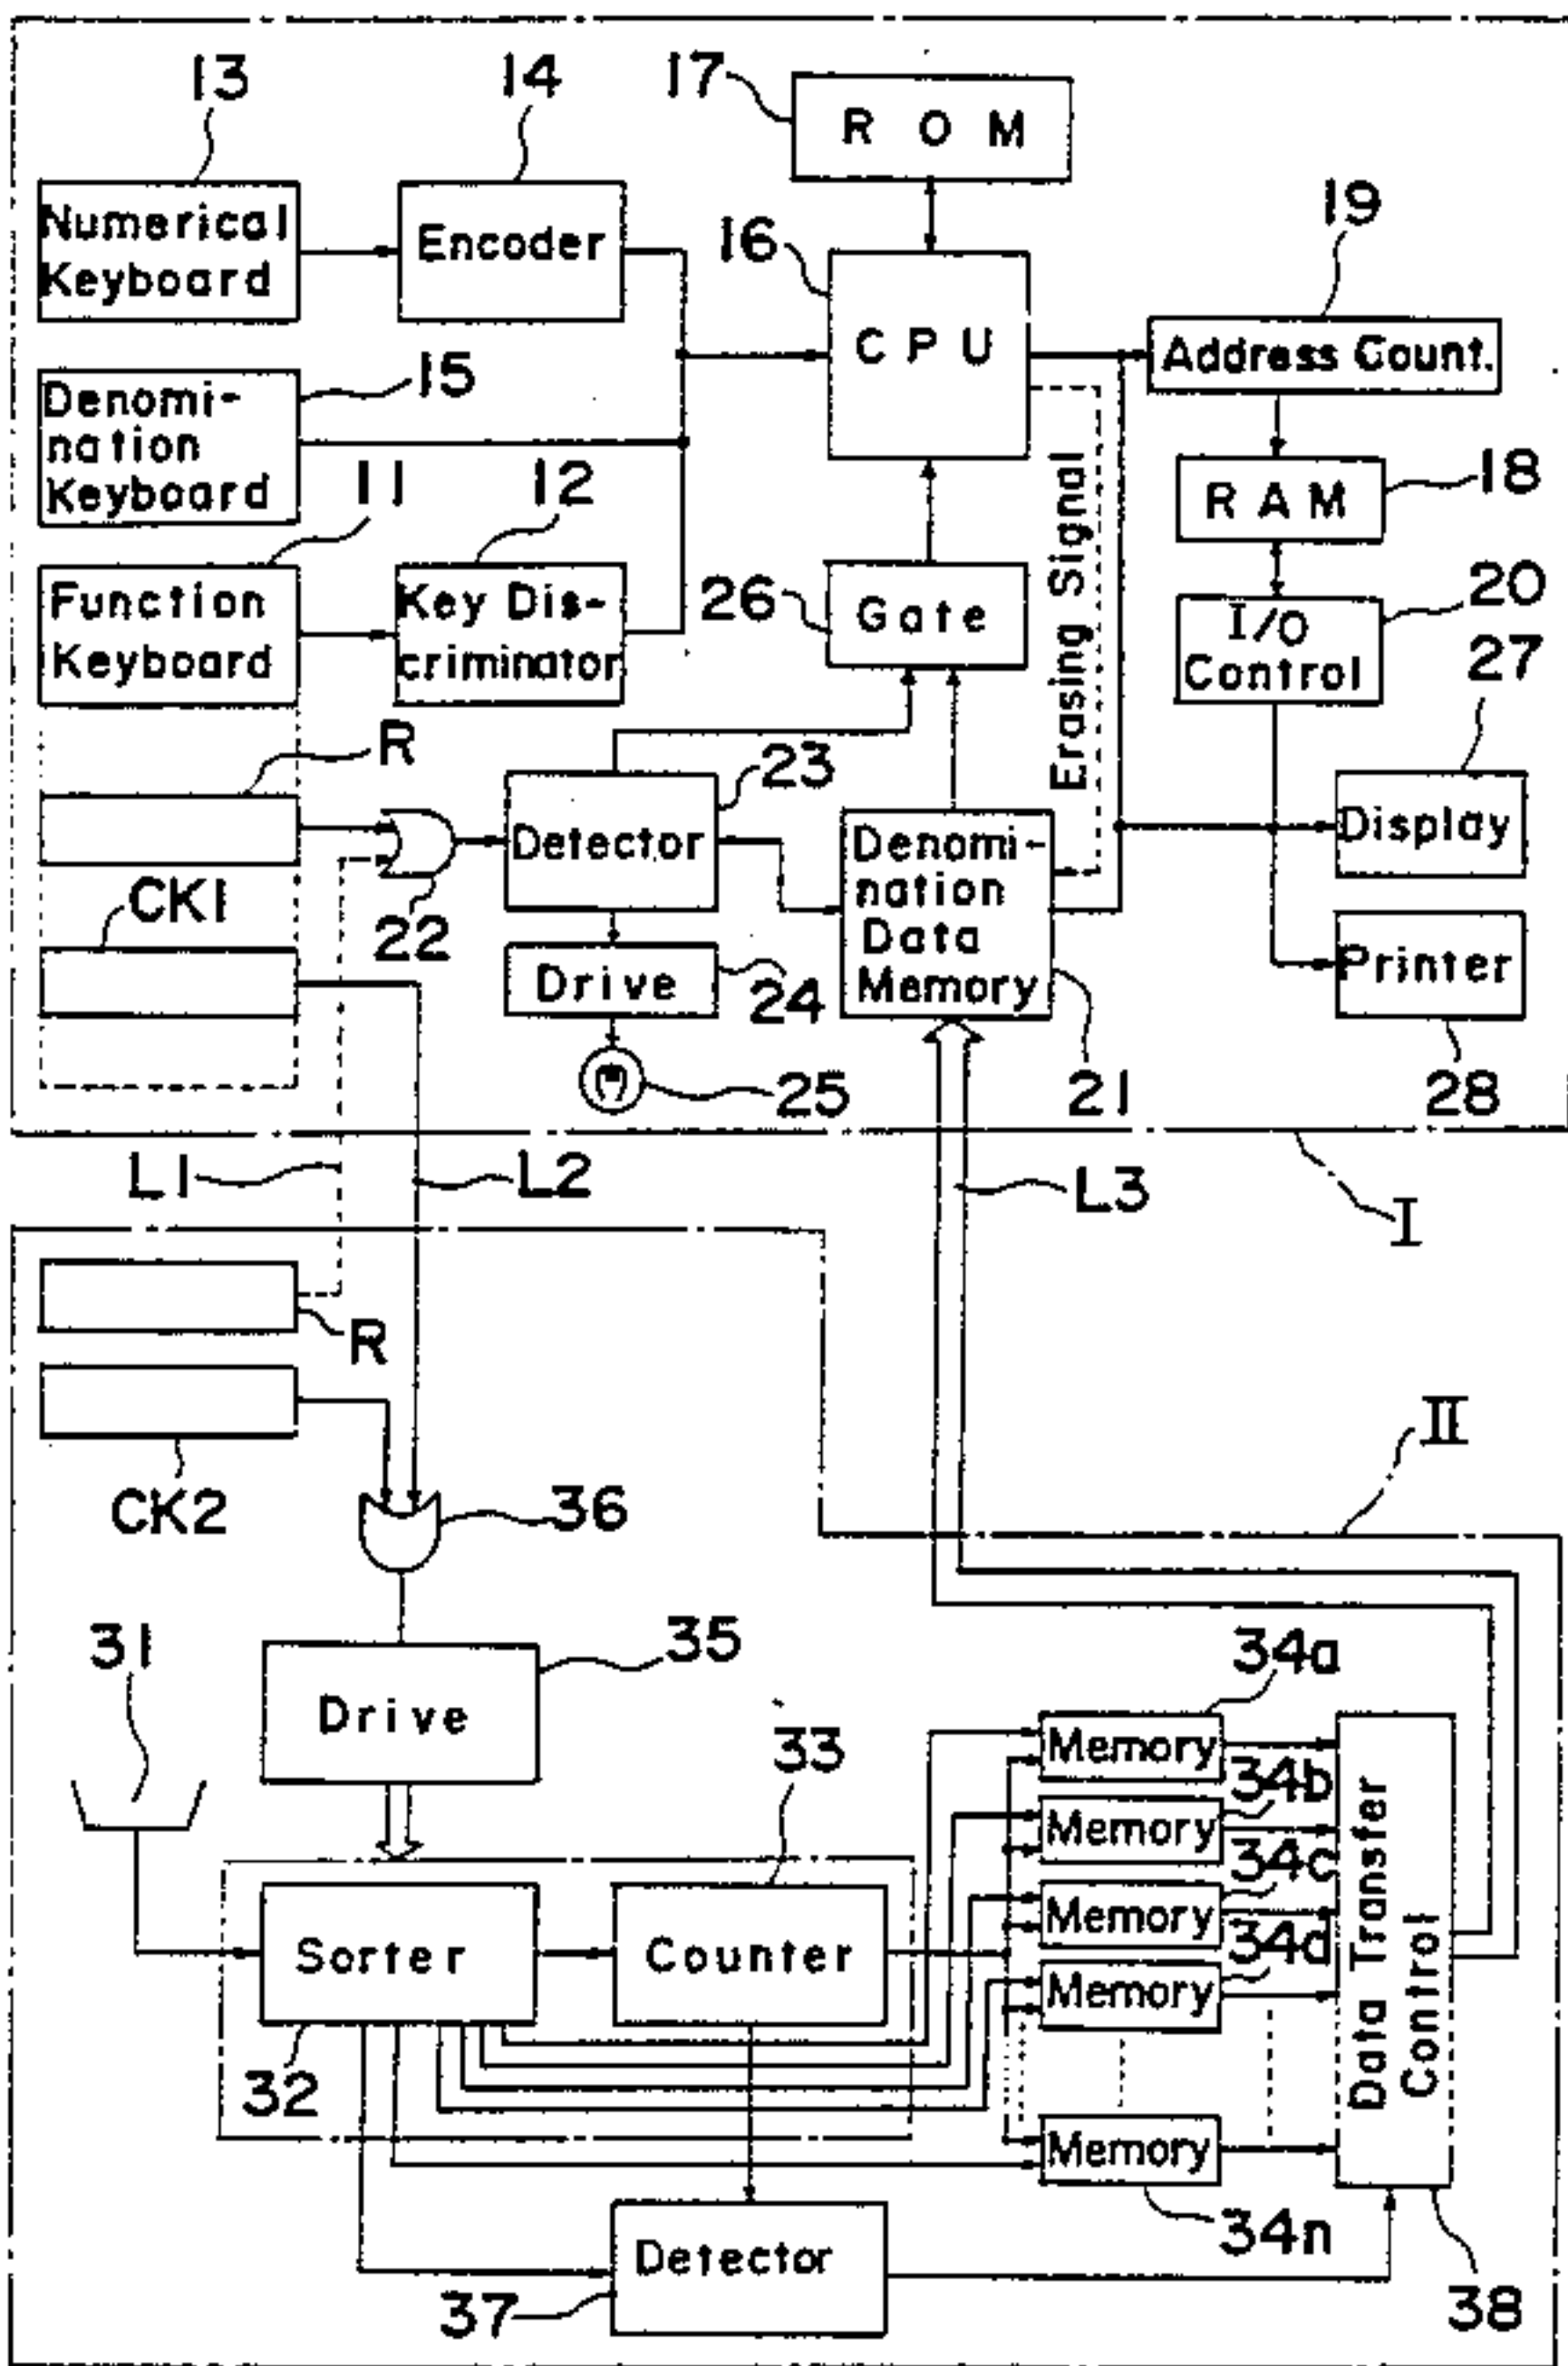 13
14
17
R O M
Numerical
Keyboard
Encoder
16
C P U
19
Address Count.
15
Denomi-
nation
Keyboard
11
12
R A M
18
Function
Keyboard
Key Dis-
criminator
26
Gate
Erasing Signal
I/O
Control
20
27
R
23
Detector
Denomi-
nation
Data
Memory
Display
CK1
22
Drive
24
Printer
25
21
28
L1
L2
L3
I
R
CK2
36
II
31
35
Drive
33
34a
Memory
34b
Memory
34c
Memory
34d
Memory
Sorter
Counter
Data Transfer
Control
32
Memory
34n
Detector
37
38